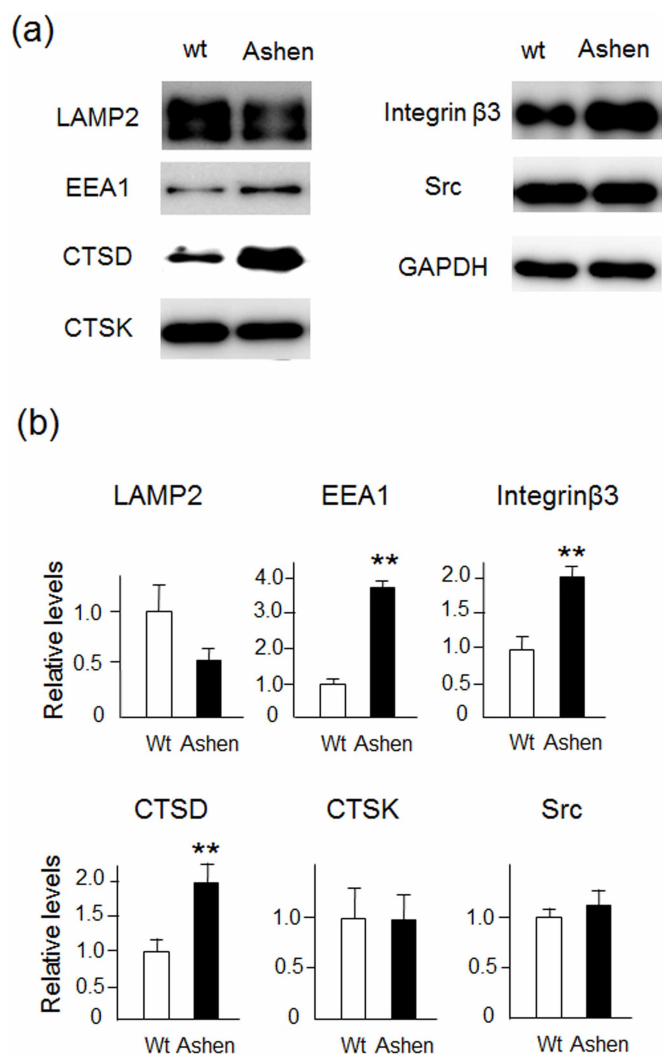 (a)
wt Ashen
LAMP2
EEA1
CTSD
CTSK
wt Ashen
Integrin β3
Src
GAPDH
(b)
LAMP2
Relative levels
1.0
0.5
0
Wt Ashen
EEA1
**
4.0
3.0
2.0
1.0
0
Wt Ashen
Integrinβ3
**
2.0
1.5
1.0
0.5
0
Wt Ashen
CTSD
**
Relative levels
2.0
1.0
0.5
0
Wt Ashen
CTSK
1.0
0.5
0
Wt Ashen
Src
1.0
0.5
0
Wt Ashen